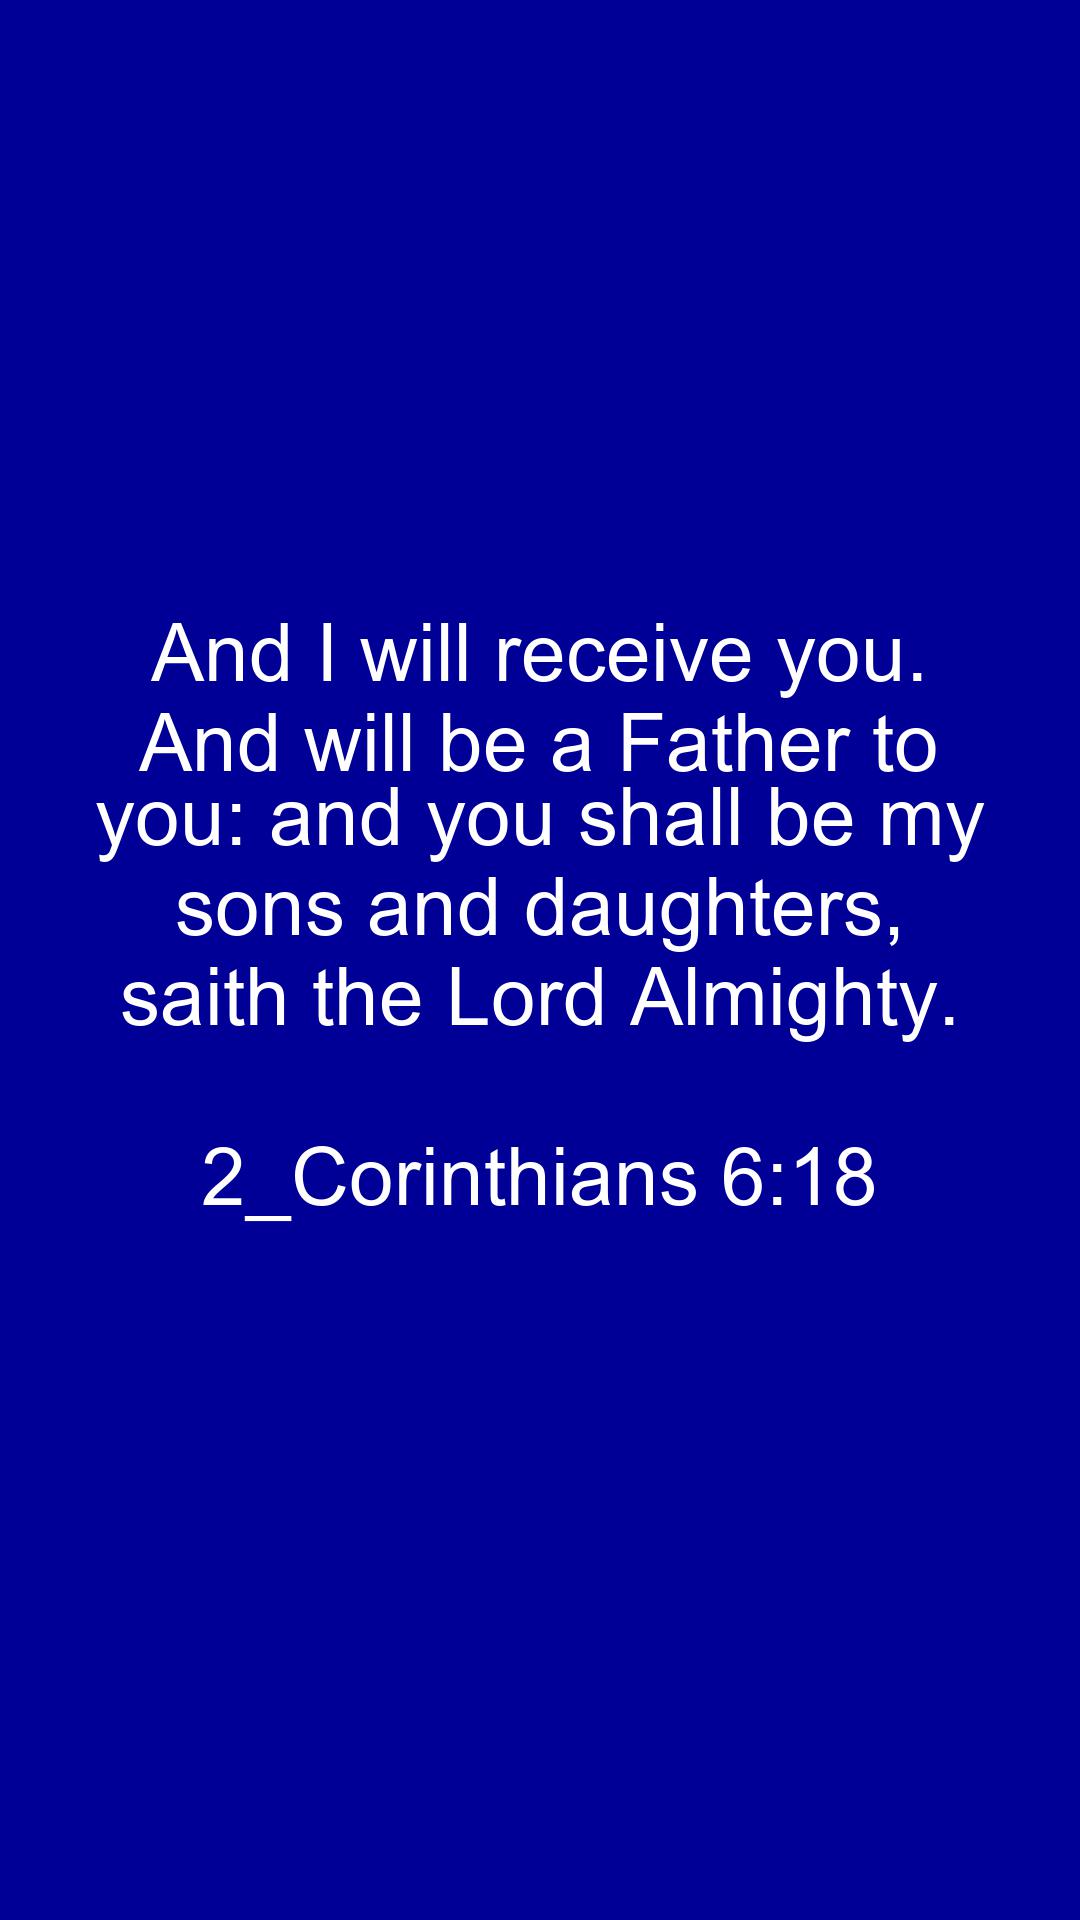 And I will receive you.
And will be a Father to
you: and you shall be my
sons and daughters,
saith the Lord Almighty.
2_Corinthians 6:18